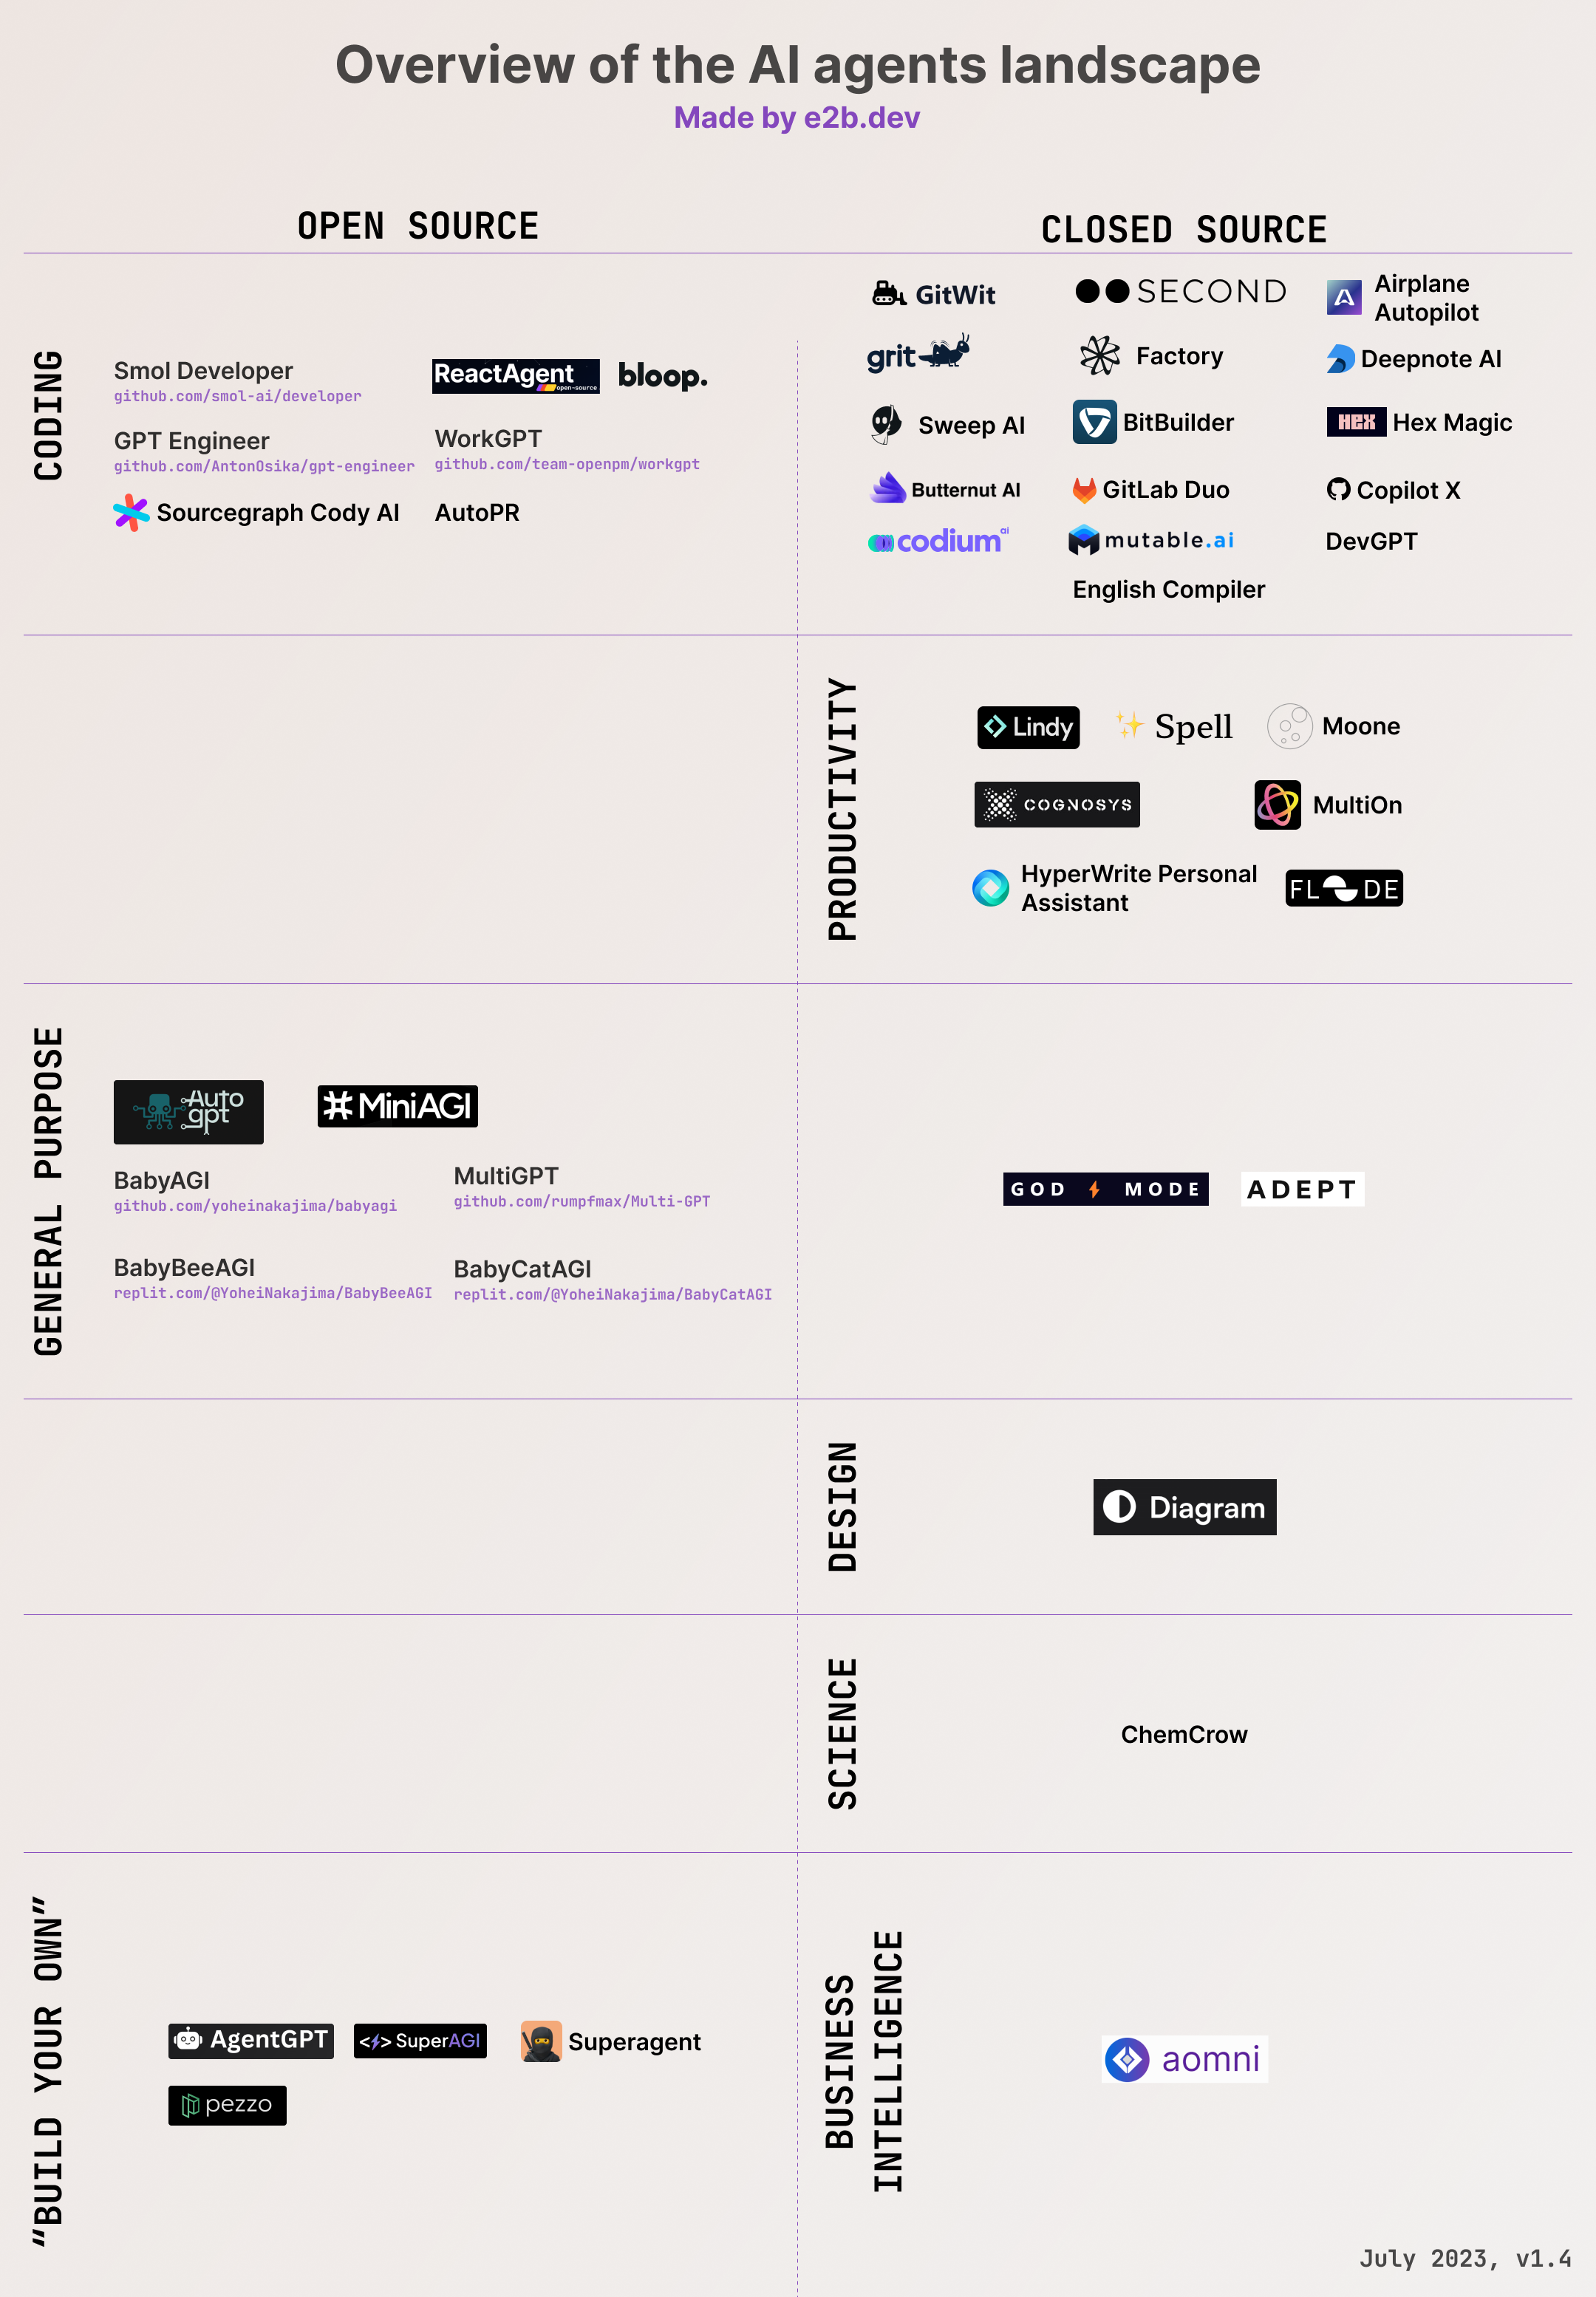 Overview of the AI agents landscape
Made by e2b.dev
OPEN SOURCE
CLOSED SOURCE
CODING
Smol Developer
github.com/smol-ai/developer
ReactAgent
open-source
bloop.
GPT Engineer
github.com/AntonOsika/gpt-engineer
WorkGPT
github.com/team-openpm/workgpt
Sourcegraph Cody AI
AutoPR
GitWit
SECOND
Airplane
Autopilot
grit
Factory
Deepnote AI
Sweep AI
BitBuilder
HEX Hex Magic
Butternut AI
GitLab Duo
Copilot X
codium ai
mutable.ai
DevGPT
English Compiler
PRODUCTIVITY
Lindy
Spell
Moone
COGNOSYS
MultiOn
HyperWrite Personal
Assistant
FLODE
GENERAL PURPOSE
Auto
gpt
MiniAGI
BabyAGI
github.com/yoheinakajima/babyagi
MultiGPT
github.com/rumpfmax/Multi-GPT
BabyBeeAGI
replit.com/@YoheiNakajima/BabyBeeAGI
BabyCatAGI
replit.com/@YoheiNakajima/BabyCatAGI
GOD MODE
ADEPT
DESIGN
Diagram
SCIENCE
ChemCrow
“BUILD YOUR OWN”
AgentGPT
<> SuperAGI
Superagent
pezzo
BUSINESS
INTELLIGENCE
aomni
July 2023, v1.4